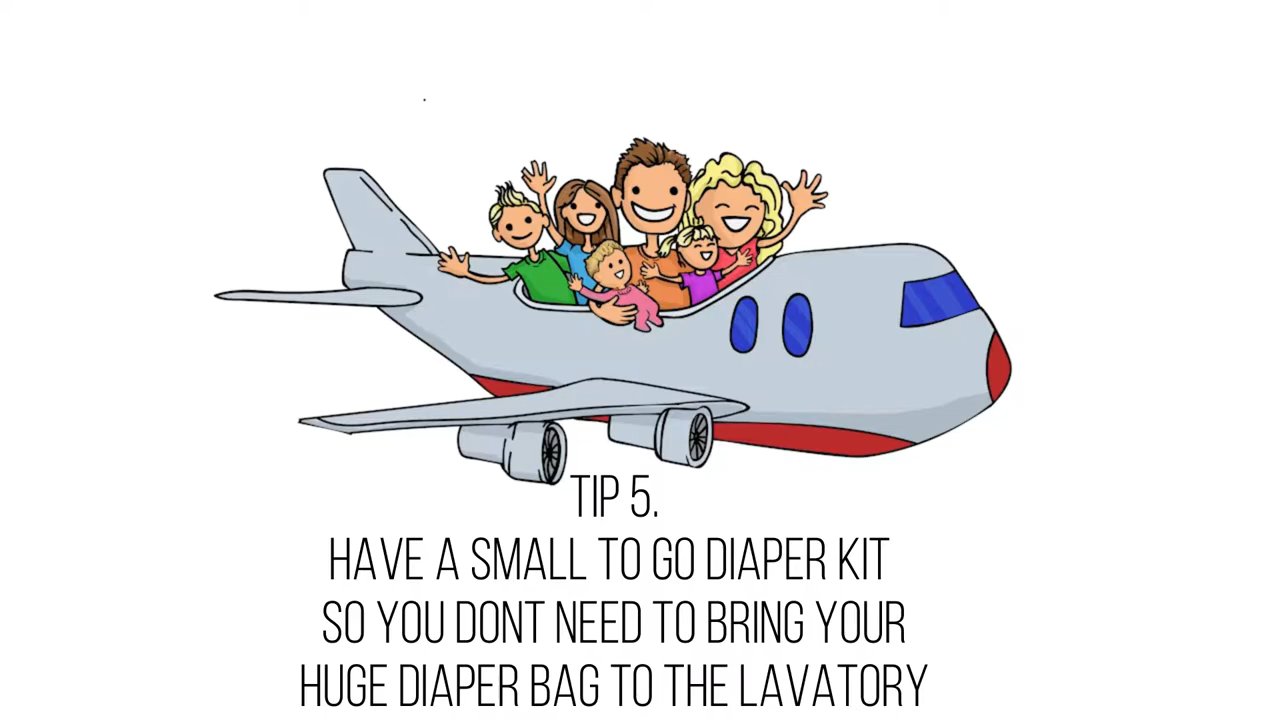 TIP 5.
HAVE A SMALL TO GO DIAPER KIT
SO YOU DONT NEED TO BRING YOUR
HUGE DIAPER BAG TO THE LAVATORY